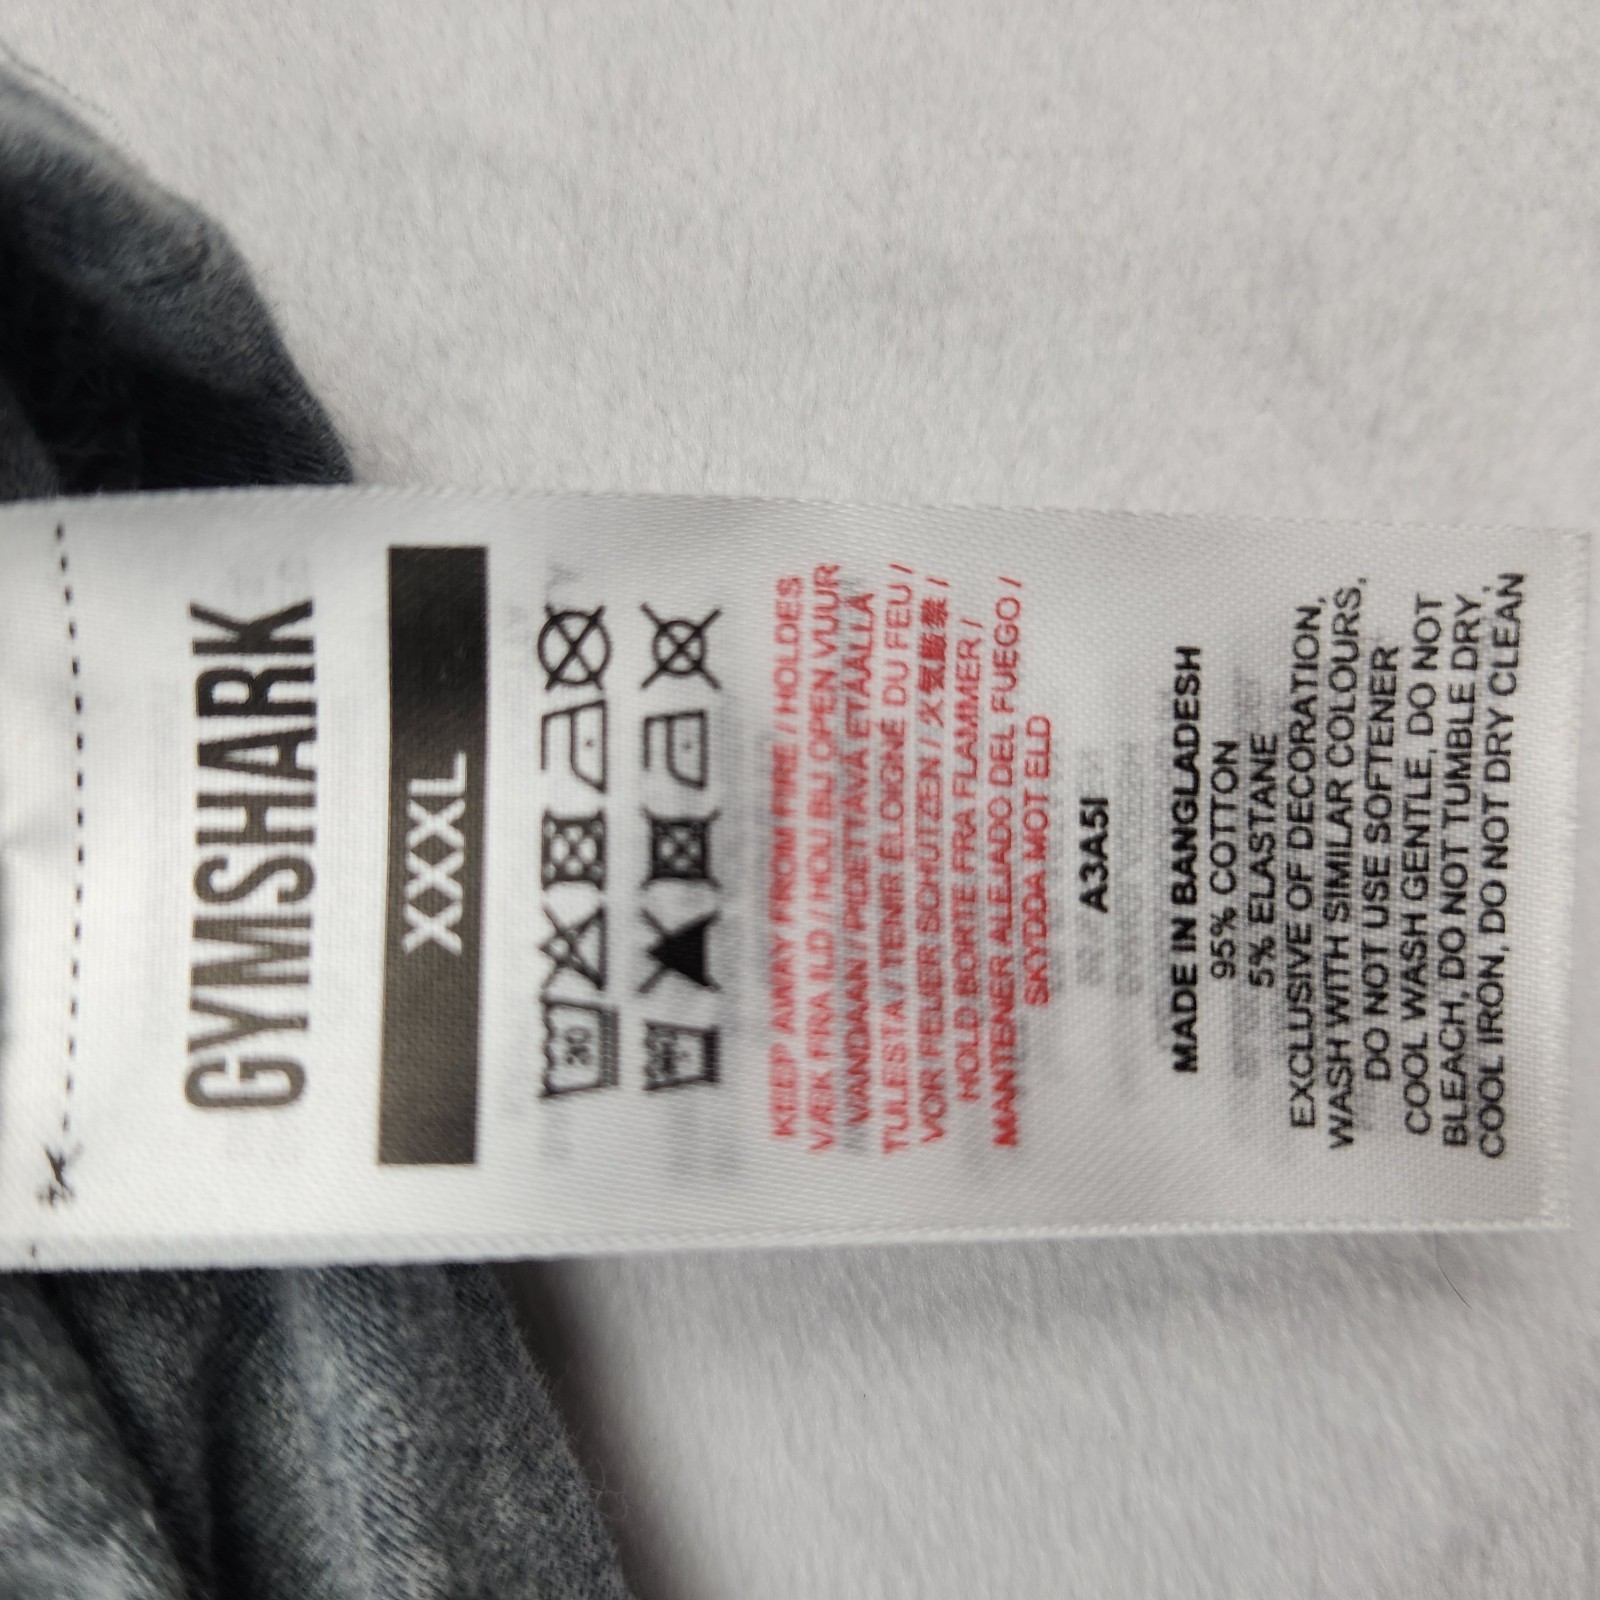 GYMSHARK
XXXL
30
KEEP AWAY FROM FIRE / HOLDES
VÆK FRA ILD / HOU BIJ OPEN VUUR
VANDAAN / PIDETTÄVÄ ETÄÄLLÄ
TULESTA / TENIR ÉLOIGNÉ DU FEU /
VOR FEUER SCHÜTZEN / 火気厳禁 /
HOLD BORTE FRA FLAMMER /
MANTENER ALEJADO DEL FUEGO /
SKYDDA MOT ELD
A3A5I
MADE IN BANGLADESH
95% COTTON
5% ELASTANE
EXCLUSIVE OF DECORATION,
WASH WITH SIMILAR COLOURS,
DO NOT USE SOFTENER
COOL WASH GENTLE, DO NOT
BLEACH, DO NOT TUMBLE DRY,
COOL IRON, DO NOT DRY CLEAN